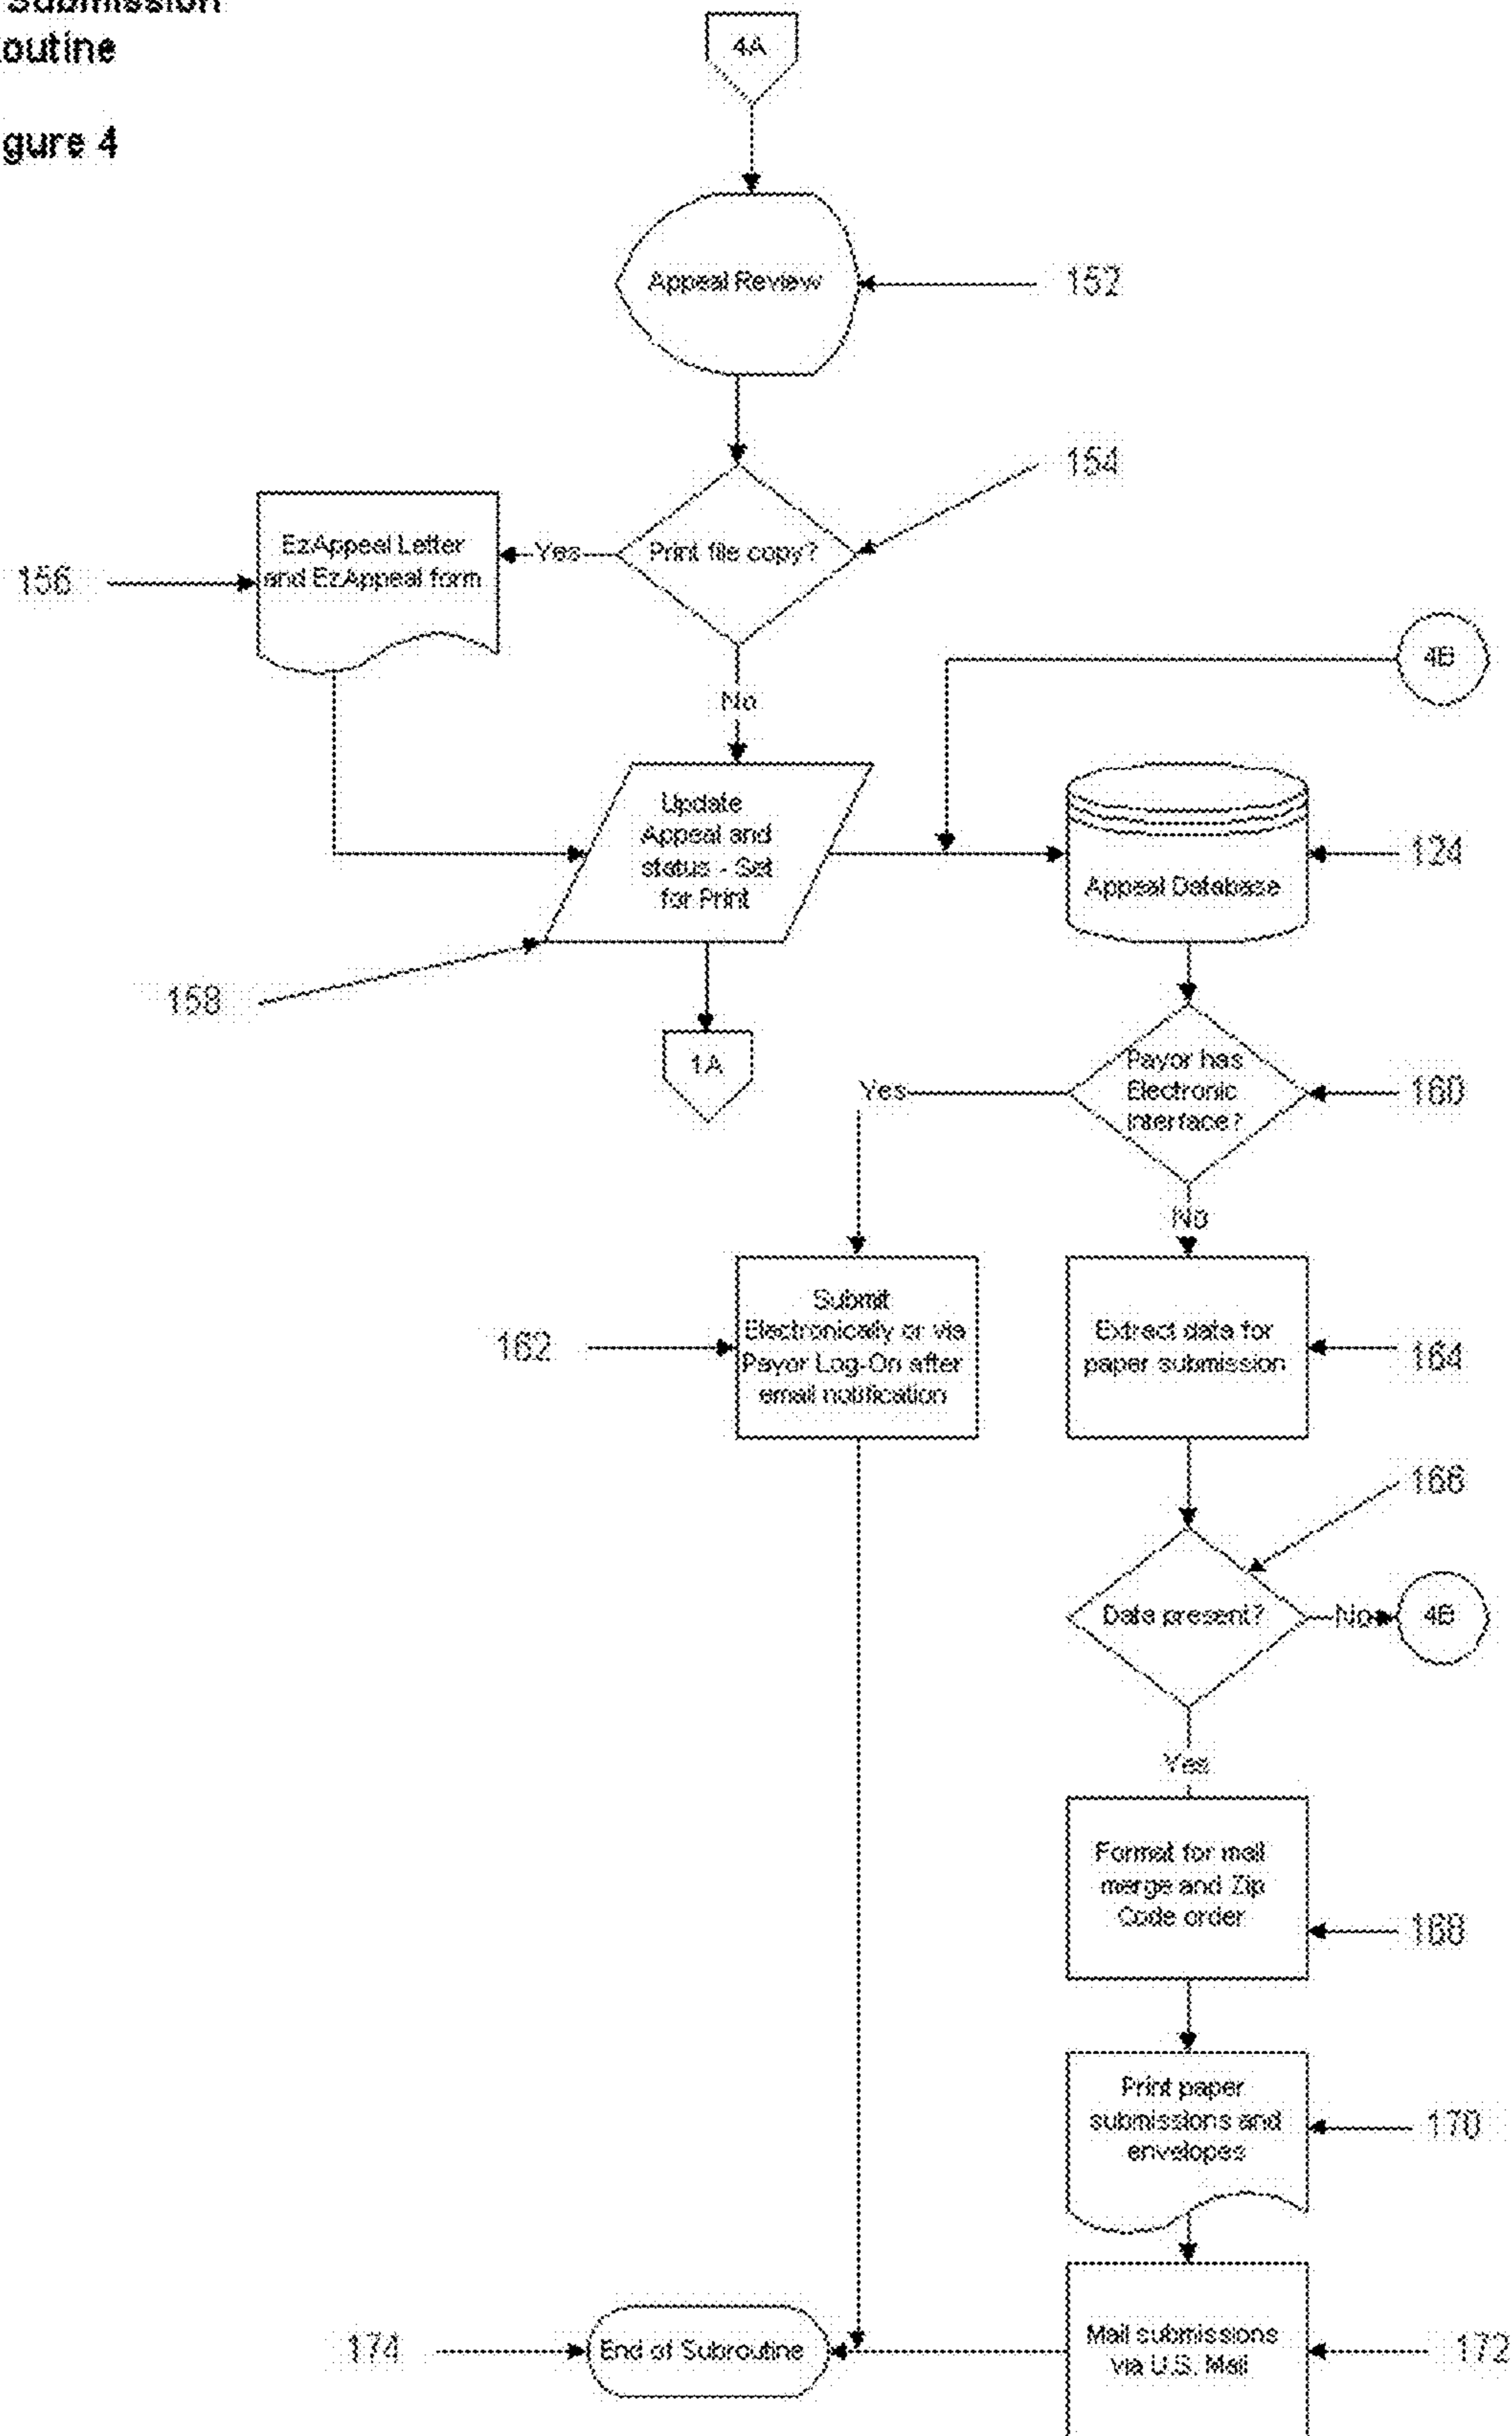 Submission
outine
gure 4
4A
Appeal Review
152
154
Print file copy?
Yes
EzAppeal Letter
and EzAppeal form
156
No
4B
Update
Appeal and
status - Set
for Print
158
Appeal Database
124
1A
Payor has
Electronic
interface?
160
Yes
No
Submit
Electronically or via
Payor Log-On after
email notification
162
Extract data for
paper submission
164
166
Data present?
No
4B
Yes
Format for mail
merge and Zip
Code order
168
Print paper
submissions and
envelopes
170
Mail submissions
via U.S. Mail
172
End of Subroutine
174